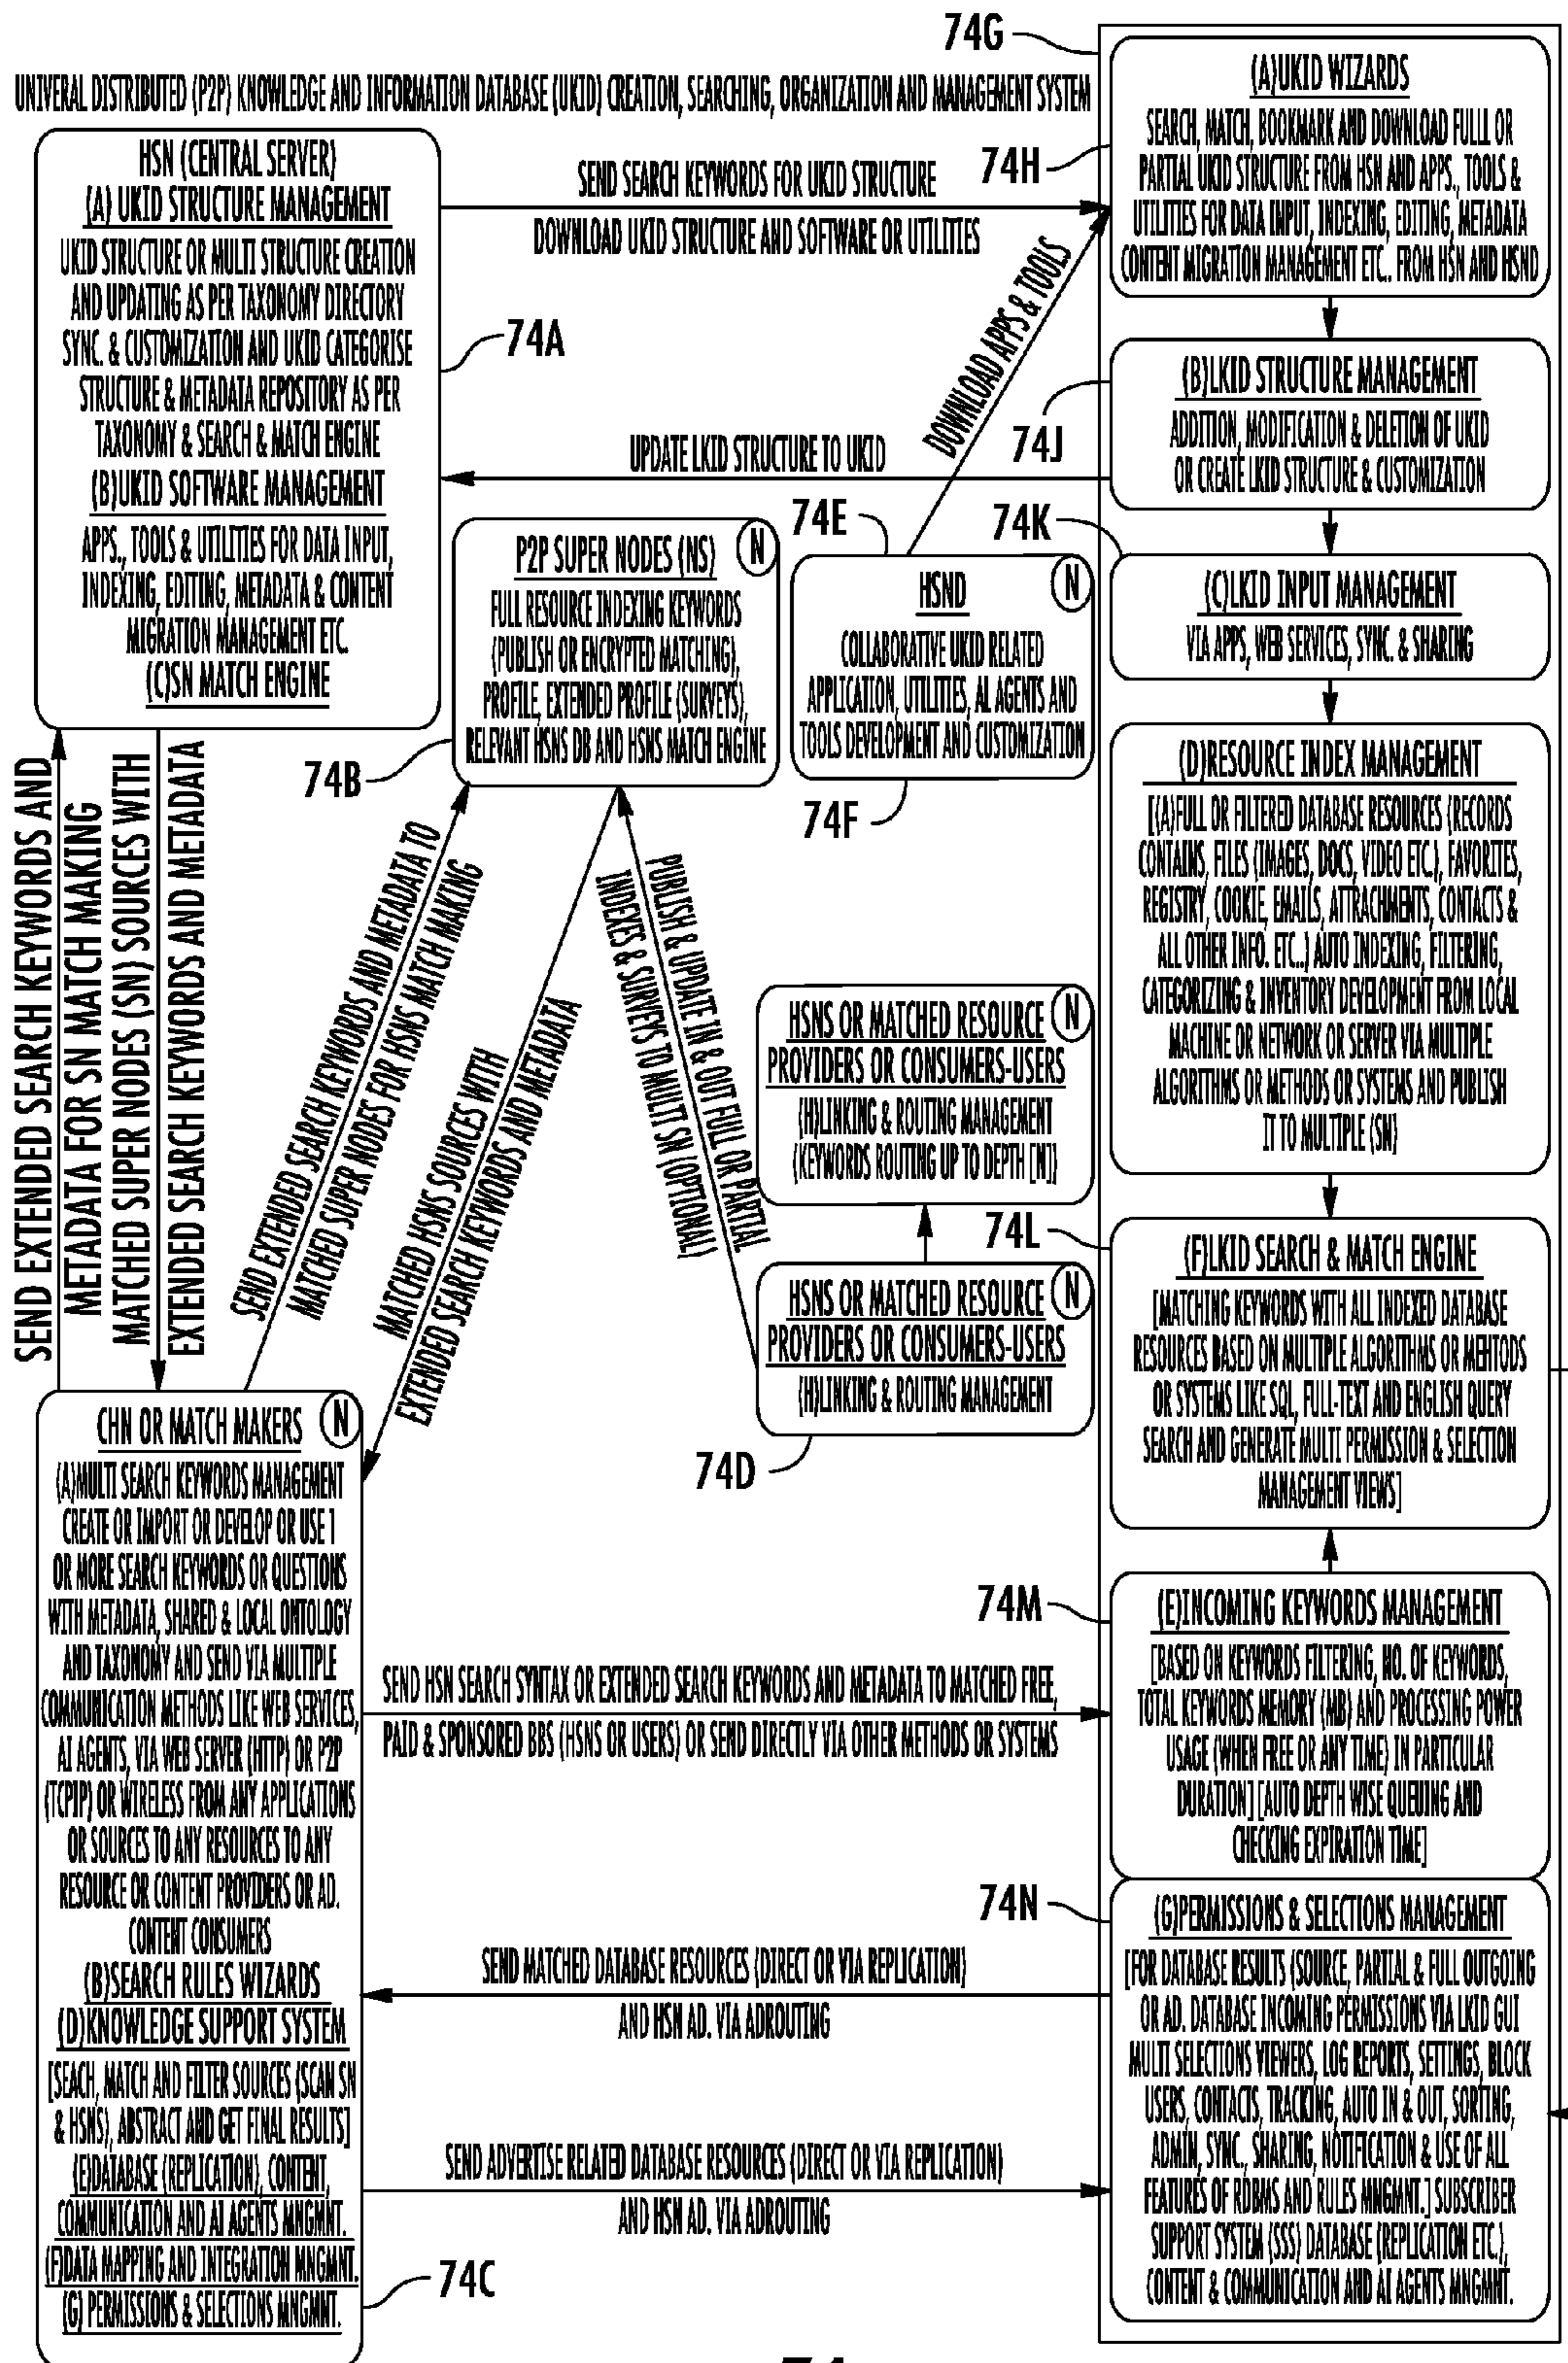 74G
UNIVERAL DISTRIBUTED (P2P) KNOWLEDGE AND INFORMATION DATABASE (UKID) CREATION, SEARCHING, ORGANIZATION AND MANAGEMENT SYSTEM
HSN (CENTRAL SERVER)
(A) UKID STRUCTURE MANAGEMENT
UKID STRUCTURE OR MULTI STRUCTURE CREATION
AND UPDATING AS PER TAXONOMY DIRECTORY
SYNC. & CUSTOMIZATION AND UKID CATEGORISE
STRUCTURE & METADATA REPOSITORY AS PER
TAXONOMY & SEARCH & MATCH ENGINE
(B)UKID SOFTWARE MANAGEMENT
APPS., TOOLS & UTILITIES FOR DATA INPUT,
INDEXING, EDITING, METADATA & CONTENT
MIGRATION MANAGEMENT ETC.
(C)SN MATCH ENGINE
74A
SEND SEARCH KEYWORDS FOR UKID STRUCTURE
DOWNLOAD UKID STRUCTURE AND SOFTWARE OR UTILITIES
74H
DOWNLOAD APPS & TOOLS
UPDATE LKID STRUCTURE TO UKID
74J
(A)UKID WIZARDS
SEARCH, MATCH, BOOKMARK AND DOWNLOAD FULLL OR
PARTIAL UKID STRUCTURE FROM HSN AND APPS., TOOLS &
UTILITIES FOR DATA INPUT, INDEXING, EDITING, METADATA
CONTENT MIGRATION MANAGEMENT ETC.. FROM HSN AND HSND
(B)LKID STRUCTURE MANAGEMENT
ADDITION, MODIFICATION & DELETION OF UKID
OR CREATE LKID STRUCTURE & CUSTOMIZATION
74K
(C)LKID INPUT MANAGEMENT
VIA APPS, WEB SERVICES, SYNC. & SHARING
P2P SUPER NODES (NS)
N
FULL RESOURCE INDEXING KEYWORDS
(PUBLISH OR ENCRYPTED MATCHING),
PROFILE, EXTENDED PROFILE (SURVEYS),
RELEVANT HSNS DB AND HSNS MATCH ENGINE
74B
74E
HSND
N
COLLABORATIVE UKID RELATED
APPLICATION, UTILITIES, AL AGENTS AND
TOOLS DEVELOPMENT AND CUSTOMIZATION
74F
(D)RESOURCE INDEX MANAGEMENT
[(A)FULL OR FILTERED DATABASE RESOURCES (RECORDS
CONTAINS, FILES (IMAGES, DOCS, VIDEO ETC.), FAVORITES,
REGISTRY, COOKIE, EMAILS, ATTACHMENTS, CONTACTS &
ALL OTHER INFO. ETC..) AUTO INDEXING, FILTERING,
CATEGORIZING & INVENTORY DEVELOPMENT FROM LOCAL
MACHINE OR NETWORK OR SERVER VIA MULTIPLE
ALGORITHMS OR METHODS OR SYSTEMS AND PUBLISH
IT TO MULTIPLE (SN)
SEND EXTENDED SEARCH KEYWORDS AND
METADATA FOR SN MATCH MAKING
MATCHED SUPER NODES (SN) SOURCES WITH
EXTENDED SEARCH KEYWORDS AND METADATA
SEND EXTENDED SEARCH KEYWORDS AND METADATA TO
MATCHED SUPER NODES FOR HSNS MATCH MAKING
MATCHED HSNS SOURCES WITH
EXTENDED SEARCH KEYWORDS AND METADATA
PUBLISH & UPDATE IN & OUT FULL OR PARTIAL
INDEXES & SURVEYS TO MULTI SN (OPTIONAL)
HSNS OR MATCHED RESOURCE
N
PROVIDERS OR CONSUMERS-USERS
(H)LINKING & ROUTING MANAGEMENT
(KEYWORDS ROUTING UP TO DEPTH [N])
74L
HSNS OR MATCHED RESOURCE
N
PROVIDERS OR CONSUMERS-USERS
(H)LINKING & ROUTING MANAGEMENT
74D
(F)LKID SEARCH & MATCH ENGINE
[MATCHING KEYWORDS WITH ALL INDEXED DATABASE
RESOURCES BASED ON MULTIPLE ALGORITHMS OR MEHTODS
OR SYSTEMS LIKE SQL, FULL-TEXT AND ENGLISH QUERY
SEARCH AND GENERATE MULTI PERMISSION & SELECTION
MANAGEMENT VIEWS]
CHN OR MATCH MAKERS
N
(A)MULTI SEARCH KEYWORDS MANAGEMENT
CREATE OR IMPORT OR DEVELOP OR USE 1
OR MORE SEARCH KEYWORDS OR QUESTIONS
WITH METADATA, SHARED & LOCAL ONTOLOGY
AND TAXONOMY AND SEND VIA MULTIPLE
COMMUNICATION METHODS LIKE WEB SERVICES,
AI AGENTS, VIA WEB SERVER (HTTP) OR P2P
(TCPIP) OR WIRELESS FROM ANY APPLICATIONS
OR SOURCES TO ANY RESOURCES TO ANY
RESOURCE OR CONTENT PROVIDERS OR AD.
CONTENT CONSUMERS
(B)SEARCH RULES WIZARDS
(D)KNOWLEDGE SUPPORT SYSTEM
[SEACH, MATCH AND FILTER SOURCES (SCAN SN
& HSNS), ABSTRACT AND GET FINAL RESULTS]
(E)DATABASE (REPLICATION), CONTENT,
COMMUNICATION AND AI AGENTS MNGMNT.
(F)DATA MAPPING AND INTEGRATION MNGMNT.
(G) PERMISSIONS & SELECTIONS MNGMNT.
74C
74M
SEND HSN SEARCH SYNTAX OR EXTENDED SEARCH KEYWORDS AND METADATA TO MATCHED FREE,
PAID & SPONSORED BBS (HSNS OR USERS) OR SEND DIRECTLY VIA OTHER METHODS OR SYSTEMS
(E)INCOMING KEYWORDS MANAGEMENT
[BASED ON KEYWORDS FILTERING, NO. OF KEYWORDS,
TOTAL KEYWORDS MEMORY (MB) AND PROCESSING POWER
USAGE (WHEN FREE OR ANY TIME) IN PARTICULAR
DURATION] [AUTO DEPTH WISE QUEUING AND
CHECKING EXPIRATION TIME]
74N
SEND MATCHED DATABASE RESOURCES (DIRECT OR VIA REPLICATION)
AND HSN AD. VIA ADROUTING
SEND ADVERTISE RELATED DATABASE RESOURCES (DIRECT OR VIA REPLICATION)
AND HSN AD. VIA ADROUTING
(G)PERMISSIONS & SELECTIONS MANAGEMENT
[FOR DATABASE RESULTS (SOURCE, PARTIAL & FULL OUTGOING
OR AD. DATABASE INCOMING PERMISSIONS VIA LKID GUI
MULTI SELECTIONS VIEWERS, LOG REPORTS, SETTINGS, BLOCK
USERS, CONTACTS, TRACKING, AUTO IN & OUT, SORTING,
ADMIN, SYNC., SHARING, NOTIFICATION & USE OF ALL
FEATURES OF RDBMS AND RULES MNGMNT.] SUBSCRIBER
SUPPORT SYSTEM (SSS) DATABASE (REPLICATION ETC.),
CONTENT & COMMUNICATION AND AI AGENTS MNGMNT.